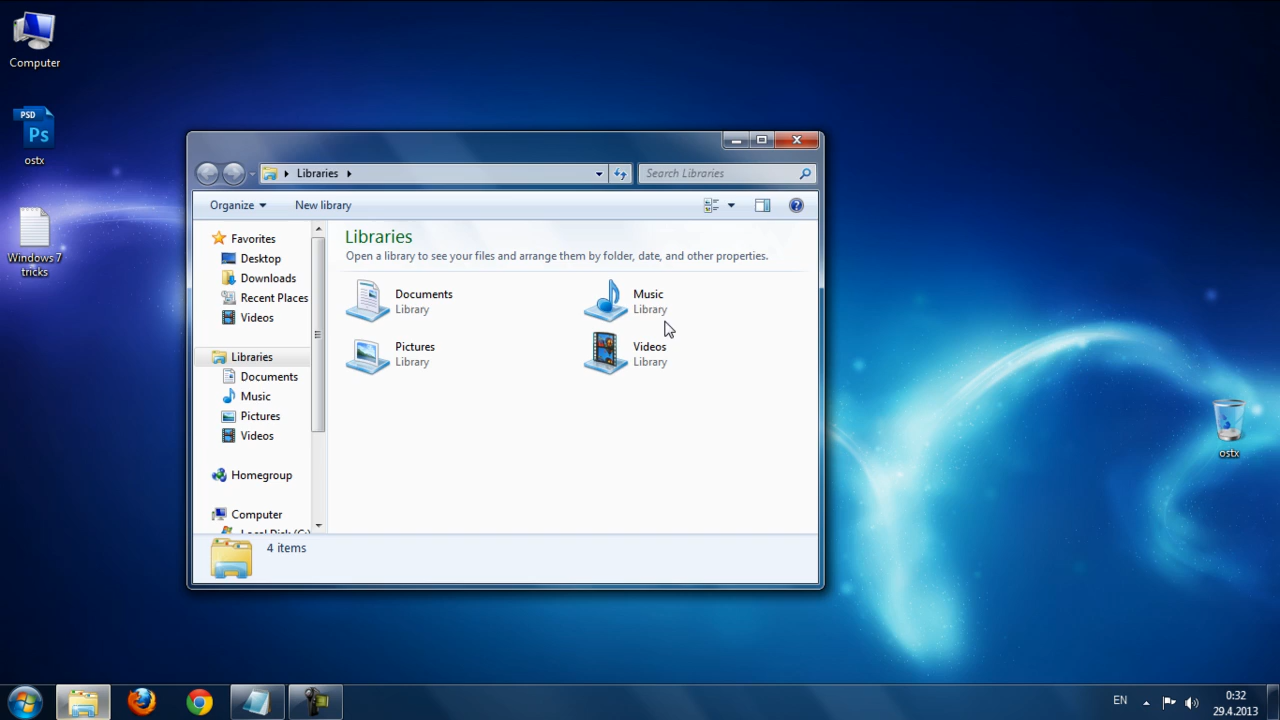 Computer
PSD
Ps
ostx
Windows 7
tricks
Libraries
Search Libraries
Organize
New library
Favorites
Desktop
Downloads
Recent Places
Videos
Libraries
Documents
Music
Pictures
Videos
Homegroup
Computer
Local Disk (C:)
Libraries
Open a library to see your files and arrange them by folder, date, and other properties.
Documents
Library
Music
Library
Pictures
Library
Videos
Library
4 items
ostx
EN
0:32
29.4.2013